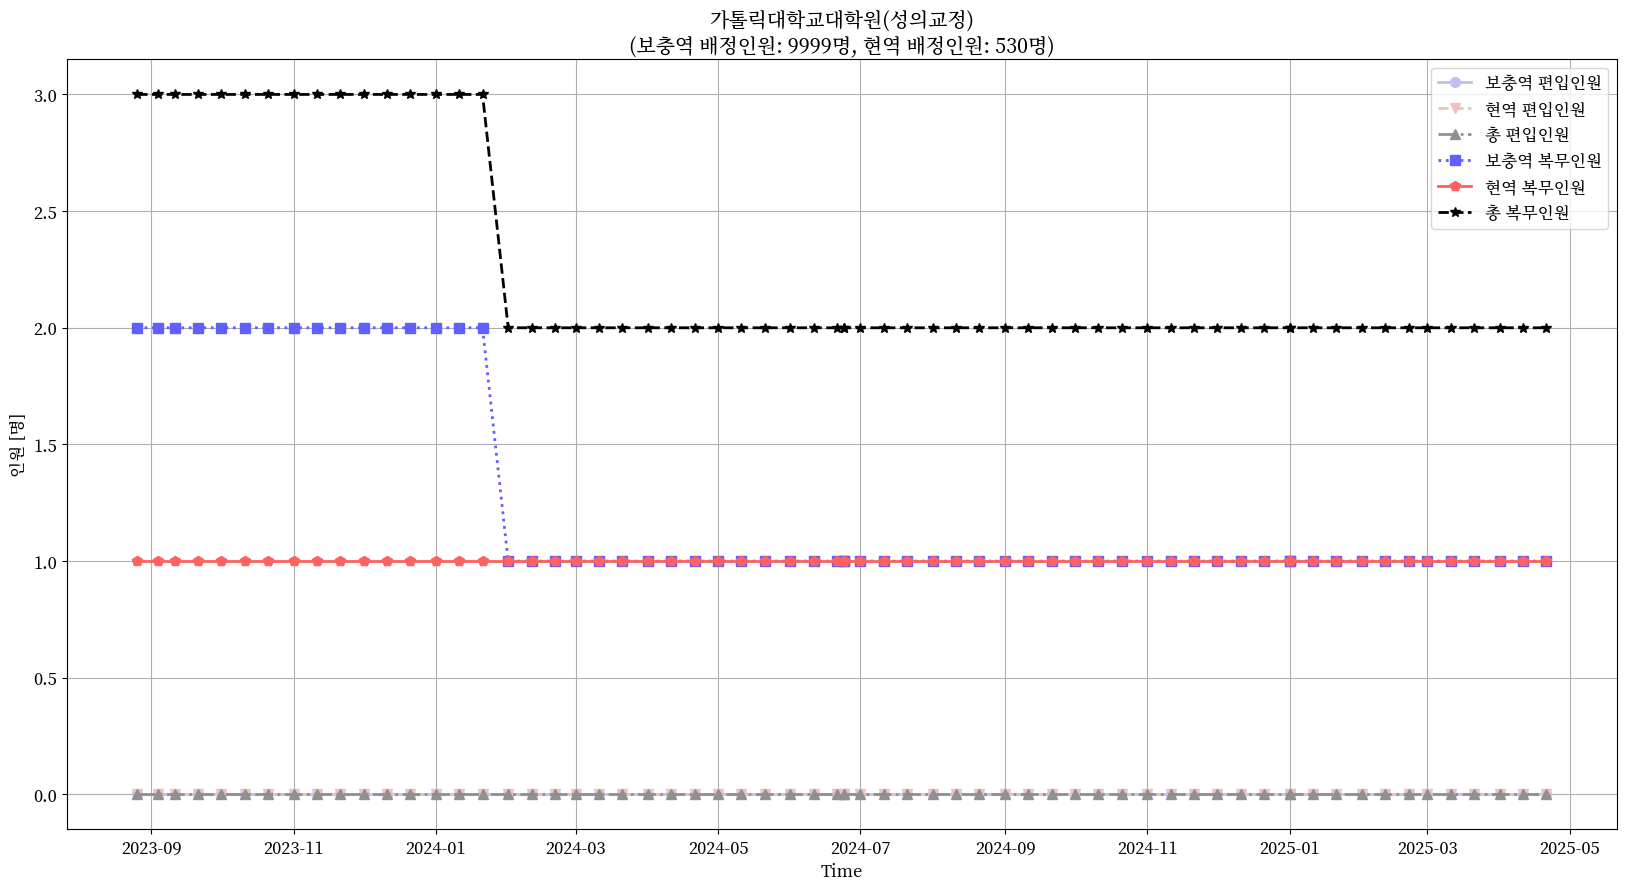 가톨릭대학교대학원(성의교정)
(보충역 배정인원: 9999명, 현역 배정인원: 530명)
보충역 편입인원
현역 편입인원
총 편입인원
보충역 복무인원
현역 복무인원
총 복무인원
인원 [명]
3.0
2.5
2.0
1.5
1.0
0.5
0.0
2023-09 2023-11 2024-01 2024-03 2024-05 2024-07 2024-09 2024-11 2025-01 2025-03 2025-05
Time